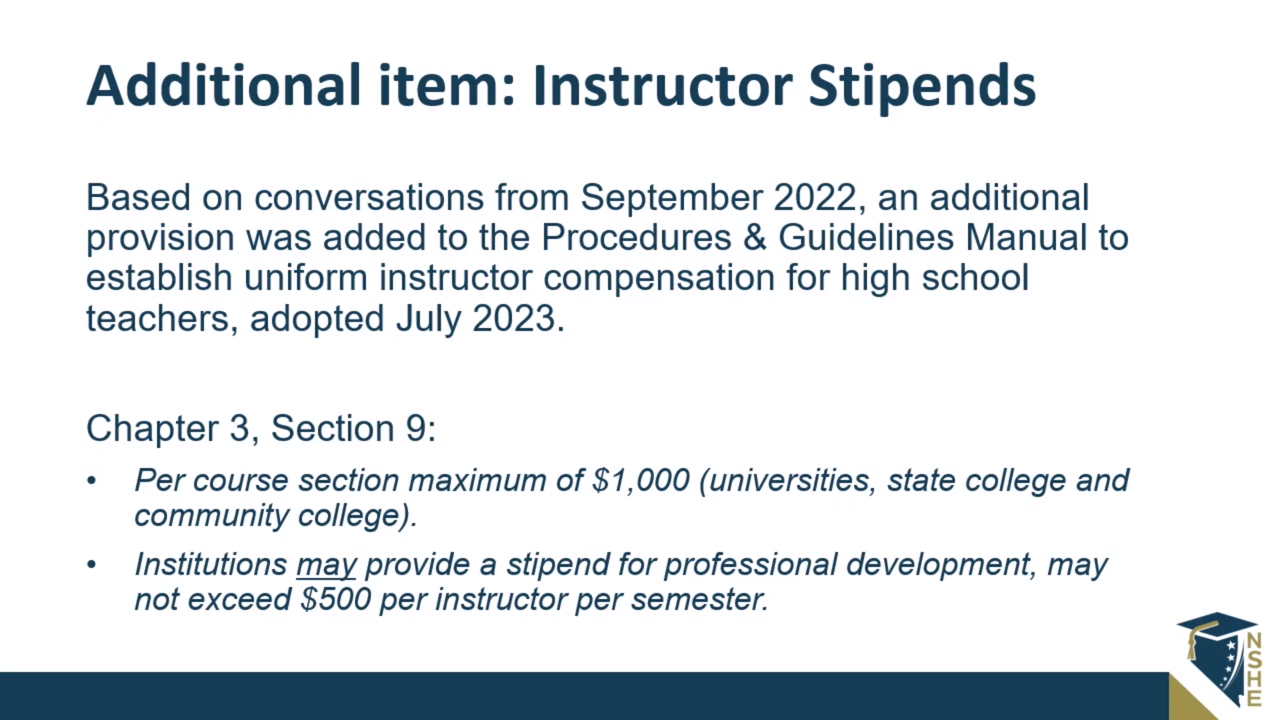 Additional item: Instructor Stipends
Based on conversations from September 2022, an additional
provision was added to the Procedures & Guidelines Manual to
establish uniform instructor compensation for high school
teachers, adopted July 2023.
Chapter 3, Section 9:
• Per course section maximum of $1,000 (universities, state college and
community college).
• Institutions may provide a stipend for professional development, may
not exceed $500 per instructor per semester.
NSHE